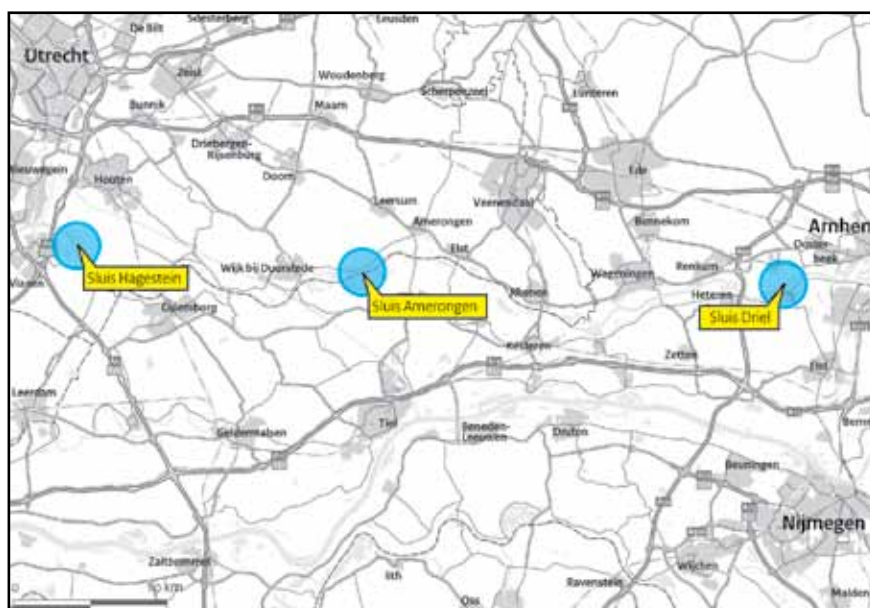 Utrecht
De Bilt
Soesterberg
Leusden
Zeist
Woudenberg
Scherpenzeel
Lunteren
Bunnik
Maarn
Driebergen-
Rijsenburg
Nieuwegein
Houten
Doorn
Veenendaal
Ede
Leersum
Amerongen
Bennekom
Arnhem
Elst
Ooster-
beek
Wijk bij Duurstede
Wageningen
Renkum
Sluis Hagestein
Vianen
Sluis Amerongen
Rhenen
Heteren
Sluis Driel
Culemborg
Kesteren
Zetten
Elst
Leerdam
Tiel
Geldermalsen
Beneden-
Leeuwen
Druten
Beuningen
Nijmegen
Zaltbommel
Wijchen
lith
Oss
Ravenstein
Malden